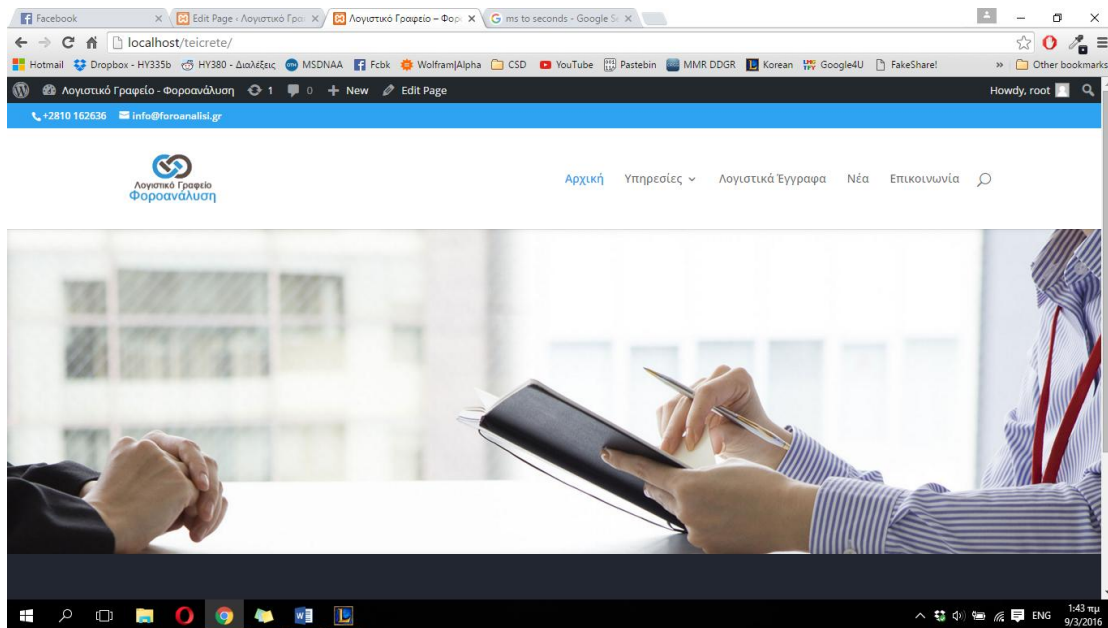 Facebook
Edit Page ‹ Λογιστικό Γρα
Λογιστικό Γραφείο – Φορ
ms to seconds - Google Se
localhost/teicrete/
Hotmail Dropbox - HY335b HY380 - Διαλέξεις MSDNAA Fcbk Wolfram|Alpha CSD YouTube Pastebin MMR DDGR Korean Google4U FakeShare! » Other bookmarks
Λογιστικό Γραφείο - Φοροανάλυση 1 0 + New Edit Page Howdy, root
+2810 162636 info@foroanalisi.gr
Λογιστικό Γραφείο
Φοροανάλυση
Αρχική Υπηρεσίες Λογιστικά Έγγραφα Νέα Επικοινωνία
ENG 1:43 πμ
9/3/2016